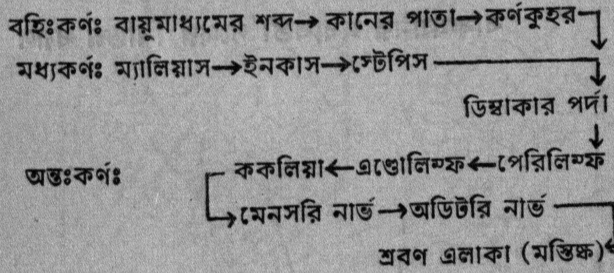 বহিঃকর্ণঃ বায়ুমাধ্যমের শব্দ→ কানের পাতা→কর্ণকুহর
মধ্যকর্ণঃ ম্যালিয়াস→ইনকাস→স্টেপিস
ডিম্বাকার পর্দা
অন্তঃকর্ণঃ ককলিয়া←এণ্ডোলিম্ফ←পেরিলিম্ফ
→সেনসরি নার্ভ→অডিটরি নার্ভ
শ্রবণ এলাকা (মস্তিষ্ক)